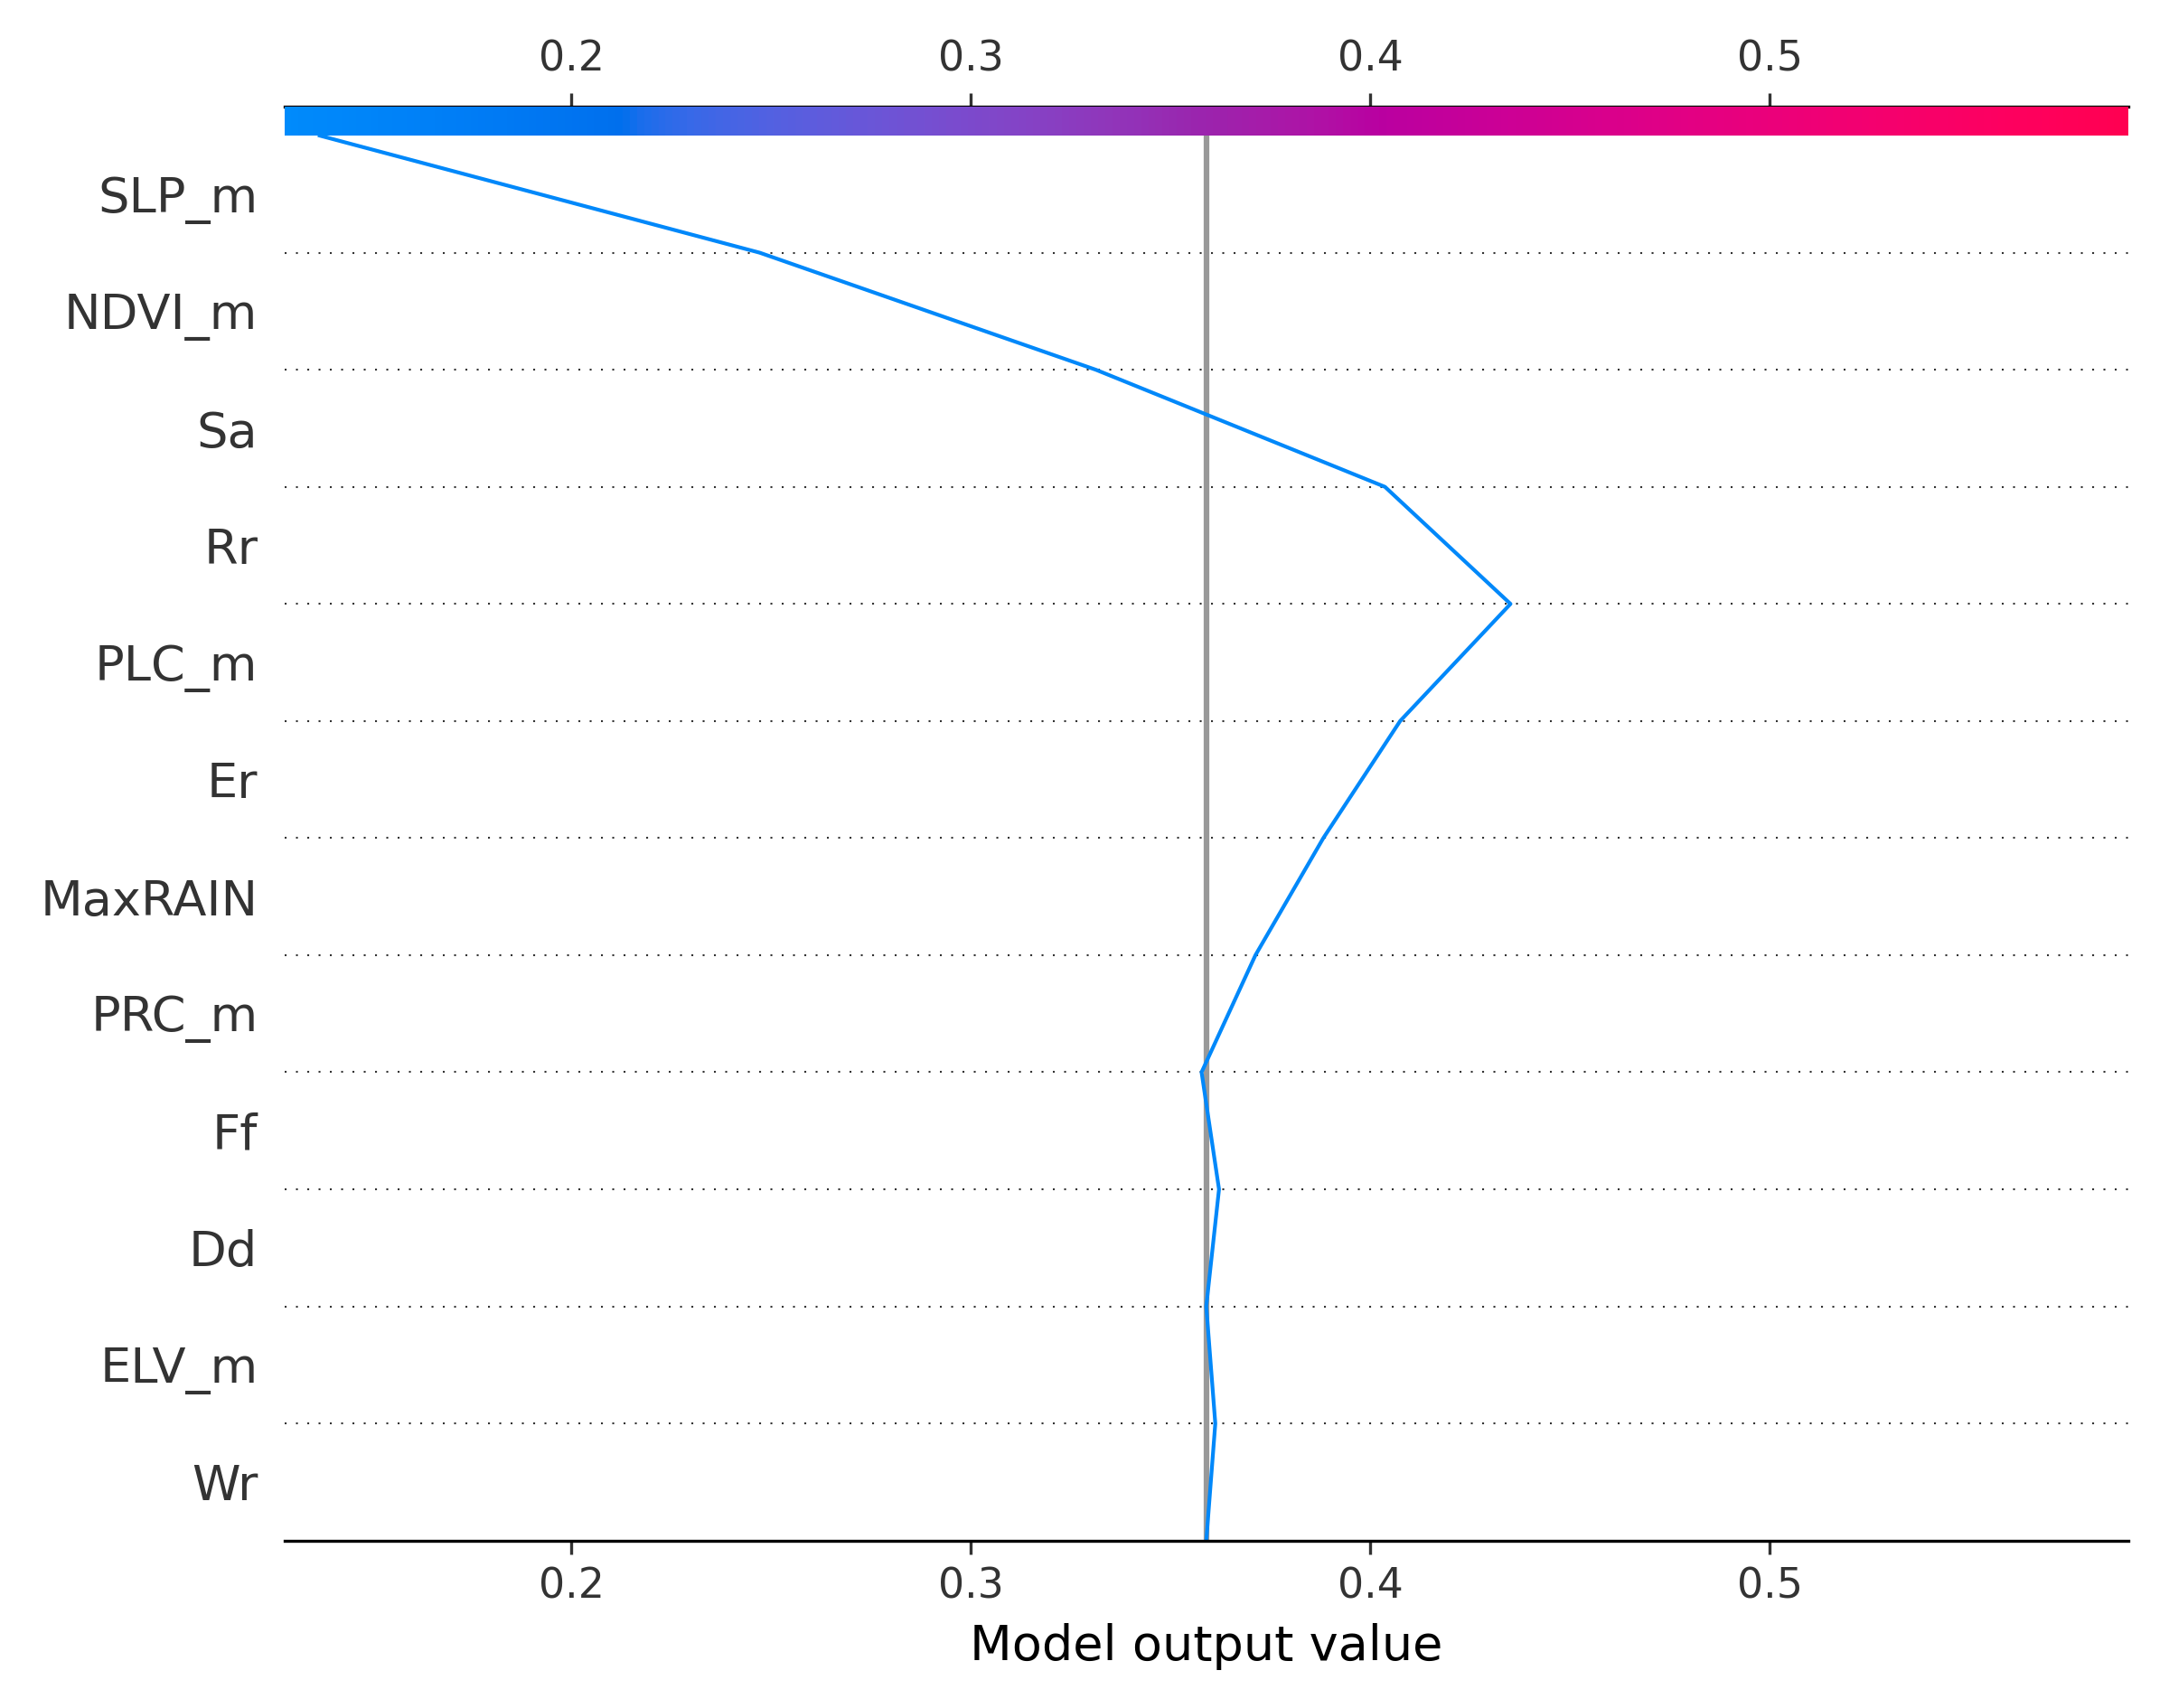 0.2 0.3 0.4 0.5
SLP_m
NDVI_m
Sa
Rr
PLC_m
Er
MaxRAIN
PRC_m
Ff
Dd
ELV_m
Wr
0.2 0.3 0.4 0.5
Model output value